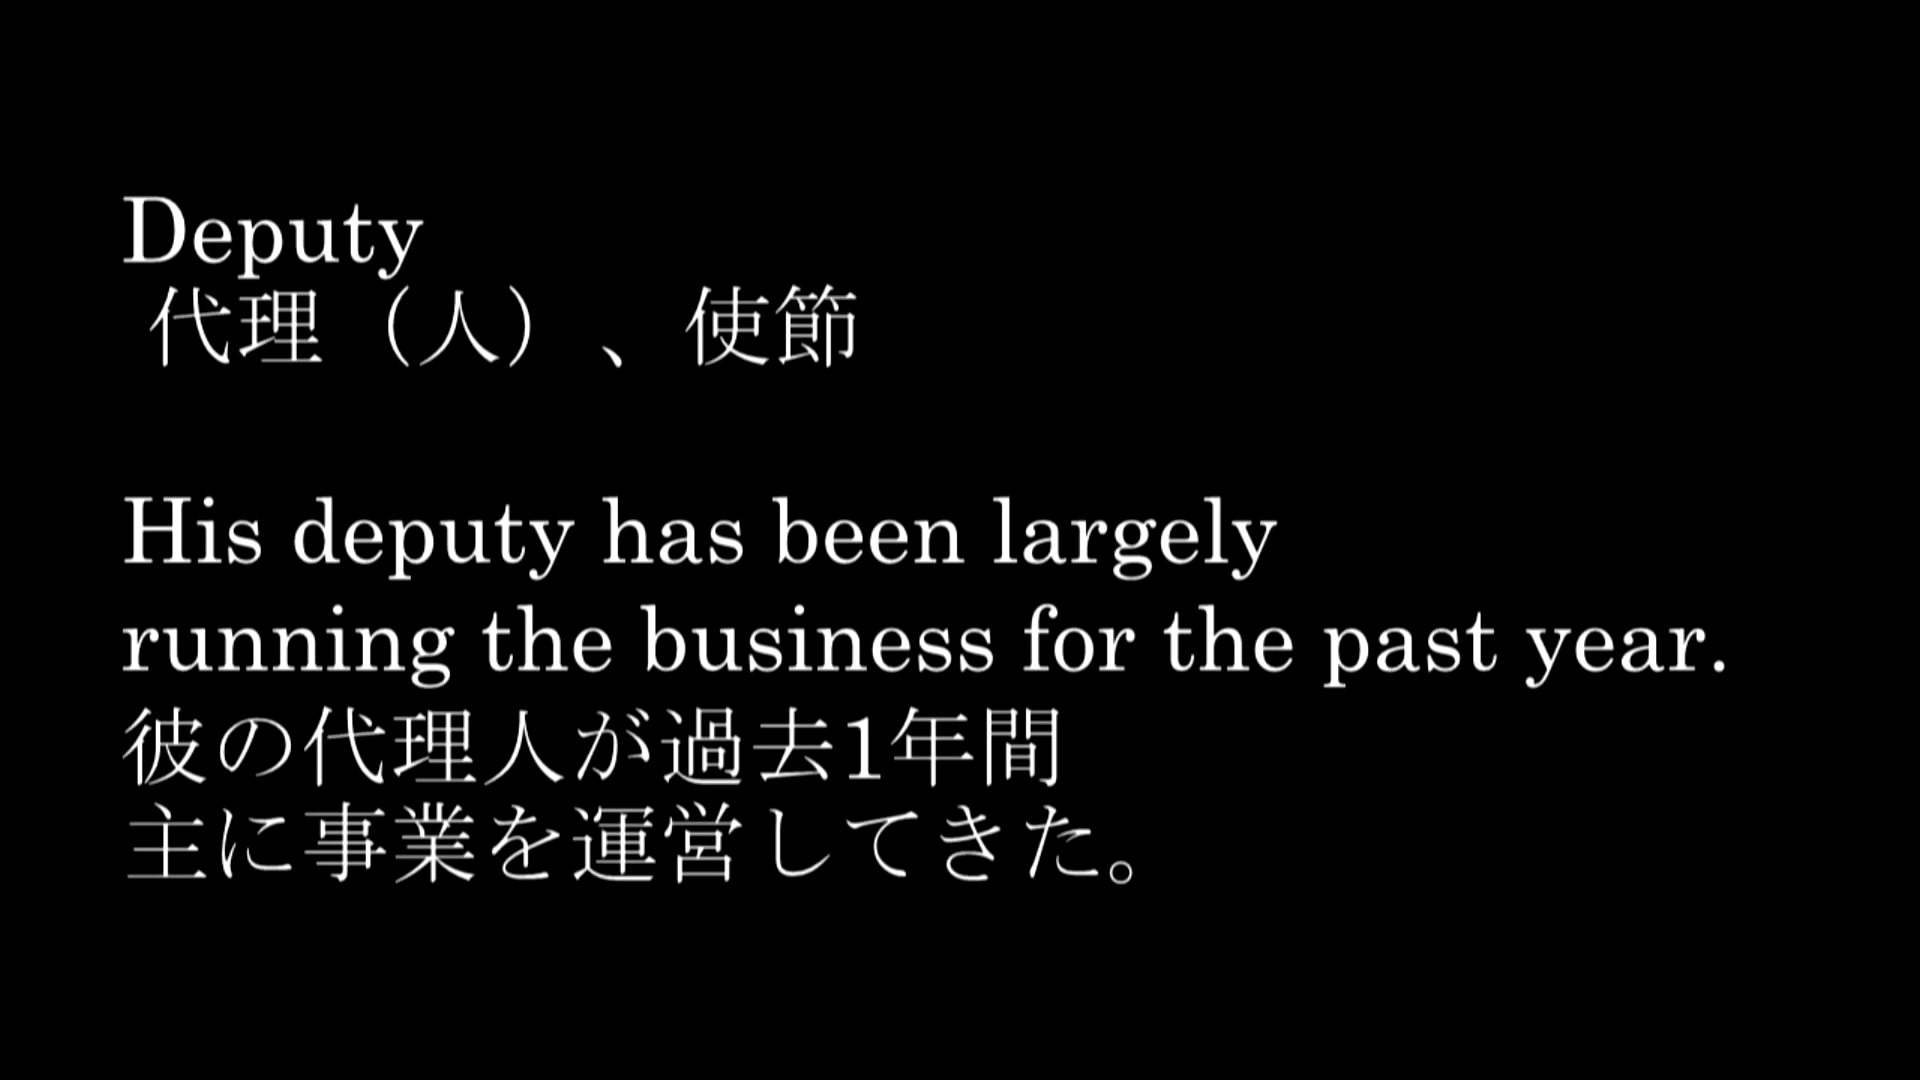 Deputy
代理（人）、使節
His deputy has been largely
running the business for the past year.
彼の代理人が過去1年間
主に事業を運営してきた。